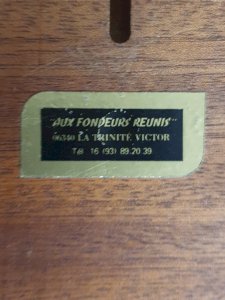 "AUX FONDEURS REUNIS"
06340 LA TRINITÉ VICTOR
Tél 16 (93) 89.20.39